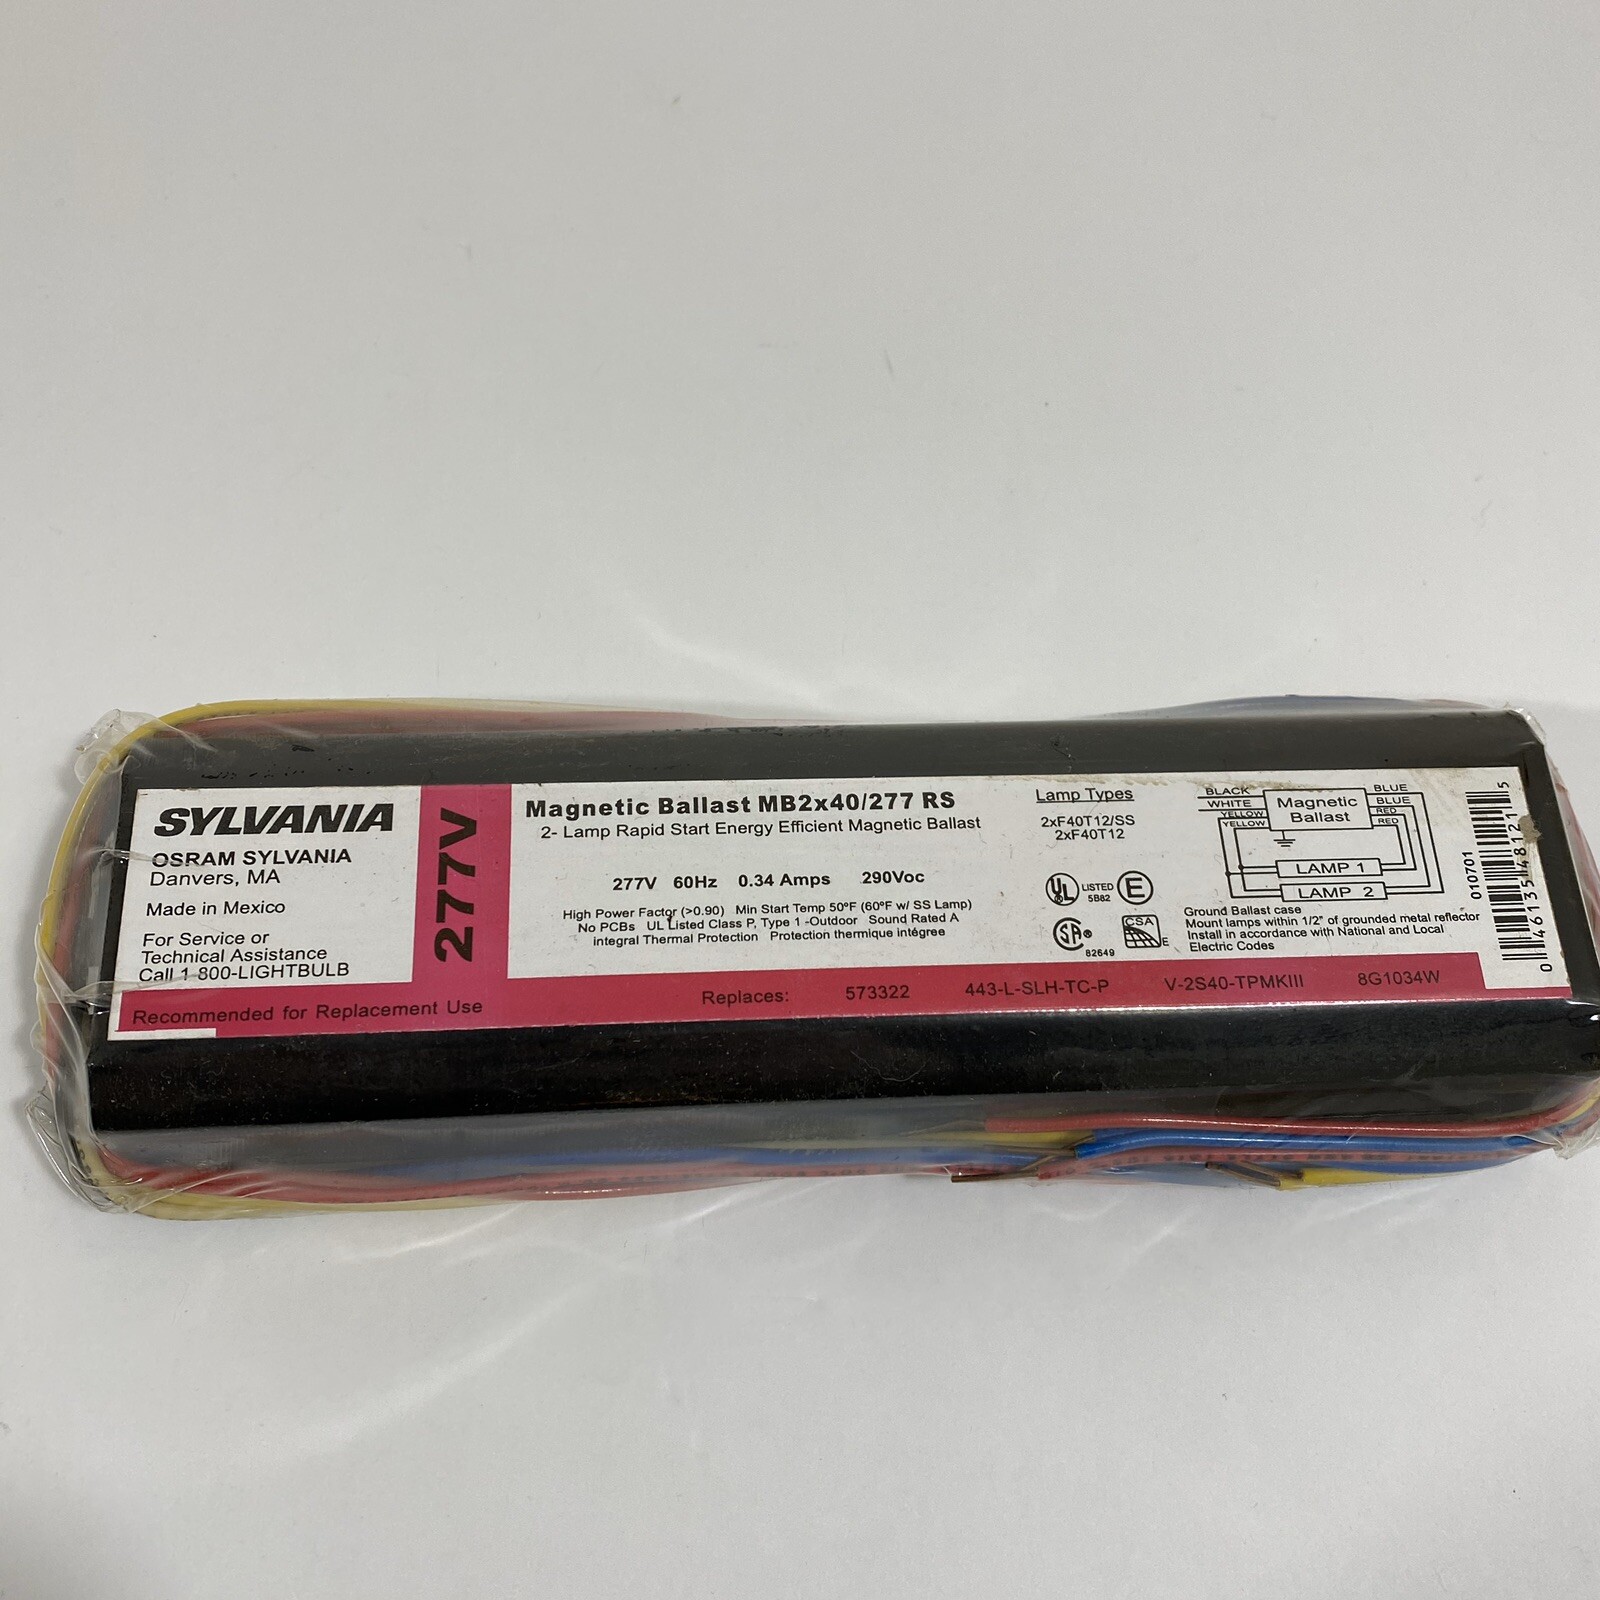 SYLVANIA
OSRAM SYLVANIA
Danvers, MA
Made in Mexico
For Service or
Technical Assistance
Call 1-800-LIGHTBULB
Recommended for Replacement Use
277V
Magnetic Ballast MB2x40/277 RS
2- Lamp Rapid Start Energy Efficient Magnetic Ballast
277V 60Hz 0.34 Amps 290Voc
High Power Factor (>0.90) Min Start Temp 50°F (60°F w/ SS Lamp)
No PCBs UL Listed Class P, Type 1 -Outdoor Sound Rated A
integral Thermal Protection Protection thermique intégree
Replaces: 573322 443-L-SLH-TC-P V-2S40-TPMKIII 8G1034W
Lamp Types
2xF40T12/SS
2xF40T12
UL LISTED 5B82
E
SA 82649
CSA E
BLACK
WHITE
YELLOW
YELLOW
Magnetic
Ballast
BLUE
BLUE
RED
RED
LAMP 1
LAMP 2
Ground Ballast case
Mount lamps within 1/2" of grounded metal reflector
Install in accordance with National and Local
Electric Codes
010701
0 46135 48121 5